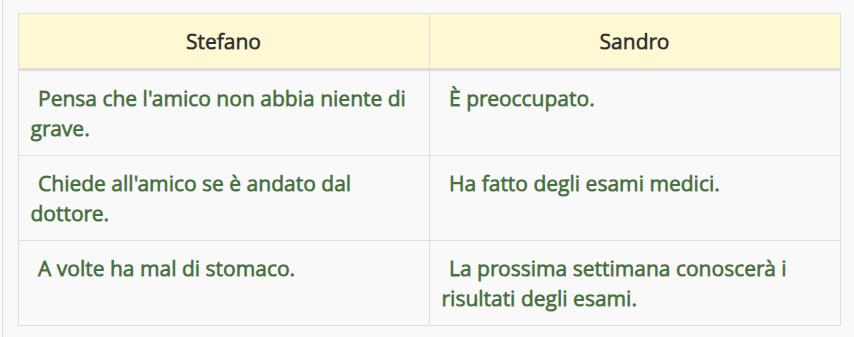 Stefano
Sandro
Pensa che l'amico non abbia niente di
grave.
È preoccupato.
Chiede all'amico se è andato dal
dottore.
Ha fatto degli esami medici.
A volte ha mal di stomaco.
La prossima settimana conoscerà i
risultati degli esami.